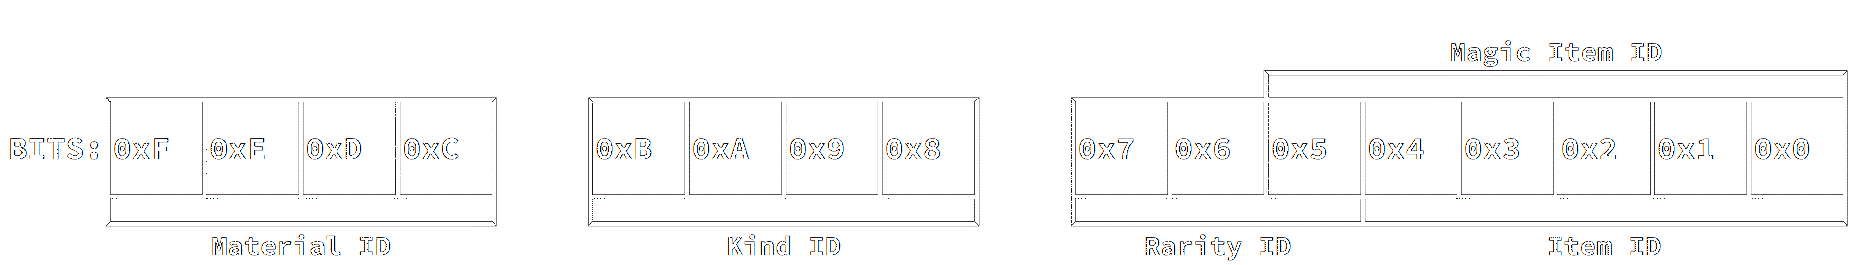 Magic Item ID
BITS: 0xF 0xE 0xD 0xC 0xB 0xA 0x9 0x8 0x7 0x6 0x5 0x4 0x3 0x2 0x1 0x0
Material ID Kind ID Rarity ID Item ID